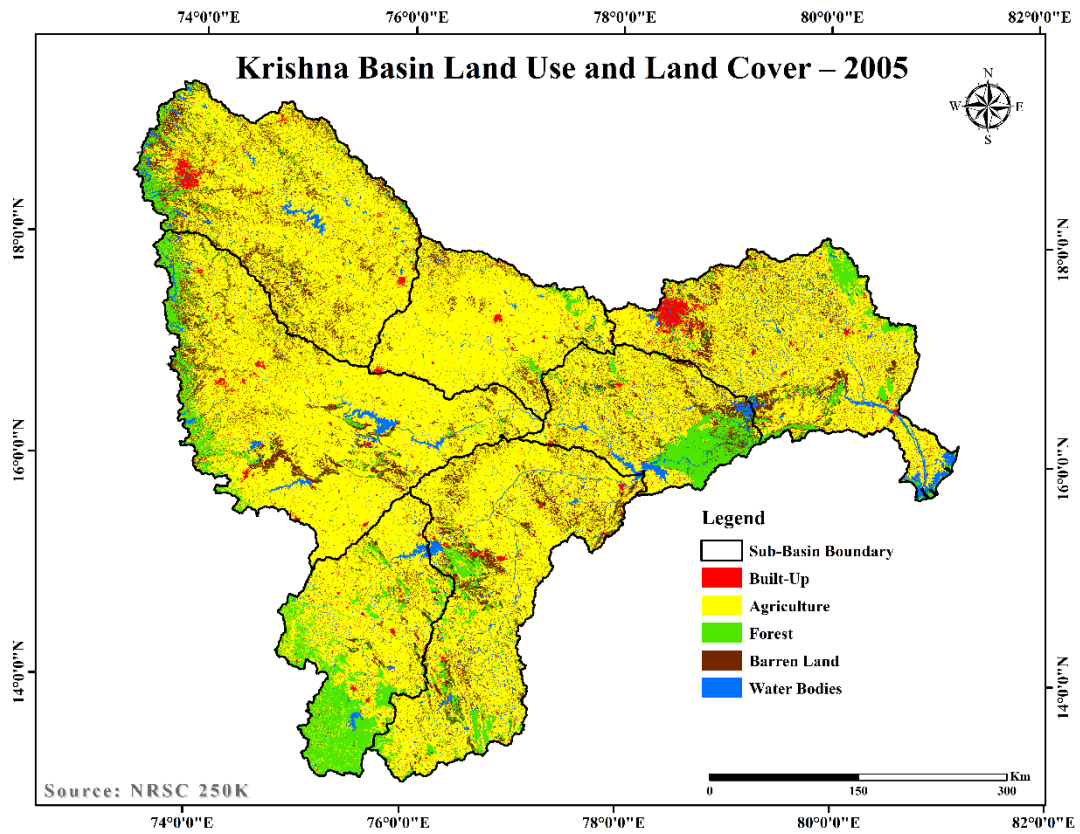 74°0'0"E 76°0'0"E 78°0'0"E 80°0'0"E 82°0'0"E
Krishna Basin Land Use and Land Cover – 2005
N
W E
S
18°0'0"N 18°0'0"N
16°0'0"N 16°0'0"N
14°0'0"N 14°0'0"N
Legend
Sub-Basin Boundary
Built-Up
Agriculture
Forest
Barren Land
Water Bodies
Km
0 150 300
Source: NRSC 250K
74°0'0"E 76°0'0"E 78°0'0"E 80°0'0"E 82°0'0"E